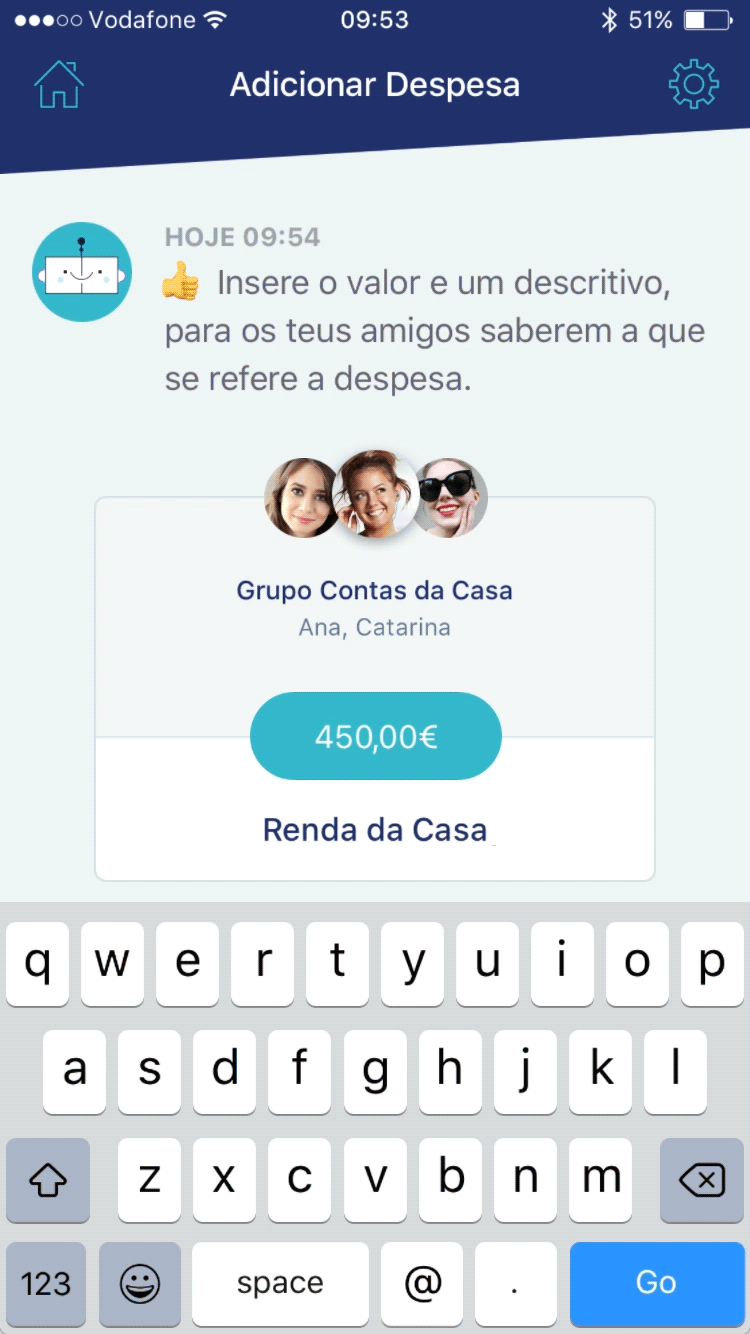 Vodafone 09:53 51%
Adicionar Despesa
HOJE 09:54
👍 Insere o valor e um descritivo,
para os teus amigos saberem a que
se refere a despesa.
Grupo Contas da Casa
Ana, Catarina
450,00€
Renda da Casa
q w e r t y u i o p
a s d f g h j k l
z x c v b n m
123 space @ . Go